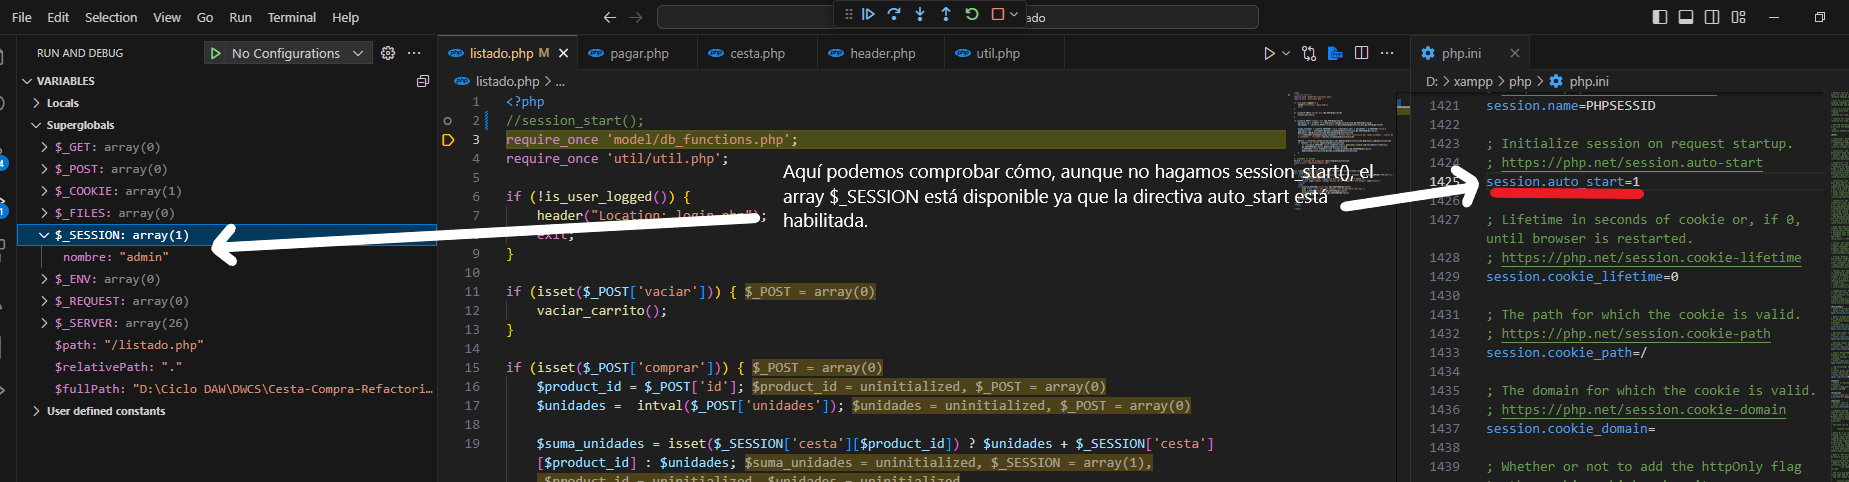 File Edit Selection View Go Run Terminal Help
ado
RUN AND DEBUG No Configurations
VARIABLES
Locals
Superglobals
$_GET: array(0)
$_POST: array(0)
$_COOKIE: array(1)
$_FILES: array(0)
$_SESSION: array(1)
nombre: "admin"
$_ENV: array(0)
$_REQUEST: array(0)
$_SERVER: array(26)
$path: "/listado.php"
$relativePath: "."
$fullPath: "D:\Ciclo DAW\DWCS\Cesta-Compra-Refactori...
User defined constants
listado.php M pagar.php cesta.php header.php util.php
listado.php > ...
1 <?php
2 //session_start();
3 require_once 'model/db_functions.php';
4 require_once 'util/util.php';
5
6 if (!is_user_logged()) {
7 header("Location: login.php");
exit;
9 }
10
11 if (isset($_POST['vaciar'])) { $_POST = array(0)
12 vaciar_carrito();
13 }
14
15 if (isset($_POST['comprar'])) { $_POST = array(0)
16 $product_id = $_POST['id']; $product_id = uninitialized, $_POST = array(0)
17 $unidades = intval($_POST['unidades']); $unidades = uninitialized, $_POST = array(0)
18
19 $suma_unidades = isset($_SESSION['cesta'][$product_id]) ? $unidades + $_SESSION['cesta']
[$product_id] : $unidades; $suma_unidades = uninitialized, $_SESSION = array(1),
$product_id = uninitialized, $unidades = uninitialized
Aquí podemos comprobar cómo, aunque no hagamos session_start(), el
array $_SESSION está disponible ya que la directiva auto_start está
habilitada.
php.ini
D: > xampp > php > php.ini
1421 session.name=PHPSESSID
1422
1423 ; Initialize session on request startup.
1424 ; https://php.net/session.auto-start
1425 session.auto_start=1
1426
1427 ; Lifetime in seconds of cookie or, if 0,
until browser is restarted.
1428 ; https://php.net/session.cookie-lifetime
1429 session.cookie_lifetime=0
1430
1431 ; The path for which the cookie is valid.
1432 ; https://php.net/session.cookie-path
1433 session.cookie_path=/
1434
1435 ; The domain for which the cookie is valid.
1436 ; https://php.net/session.cookie-domain
1437 session.cookie_domain=
1438
1439 ; Whether or not to add the httpOnly flag